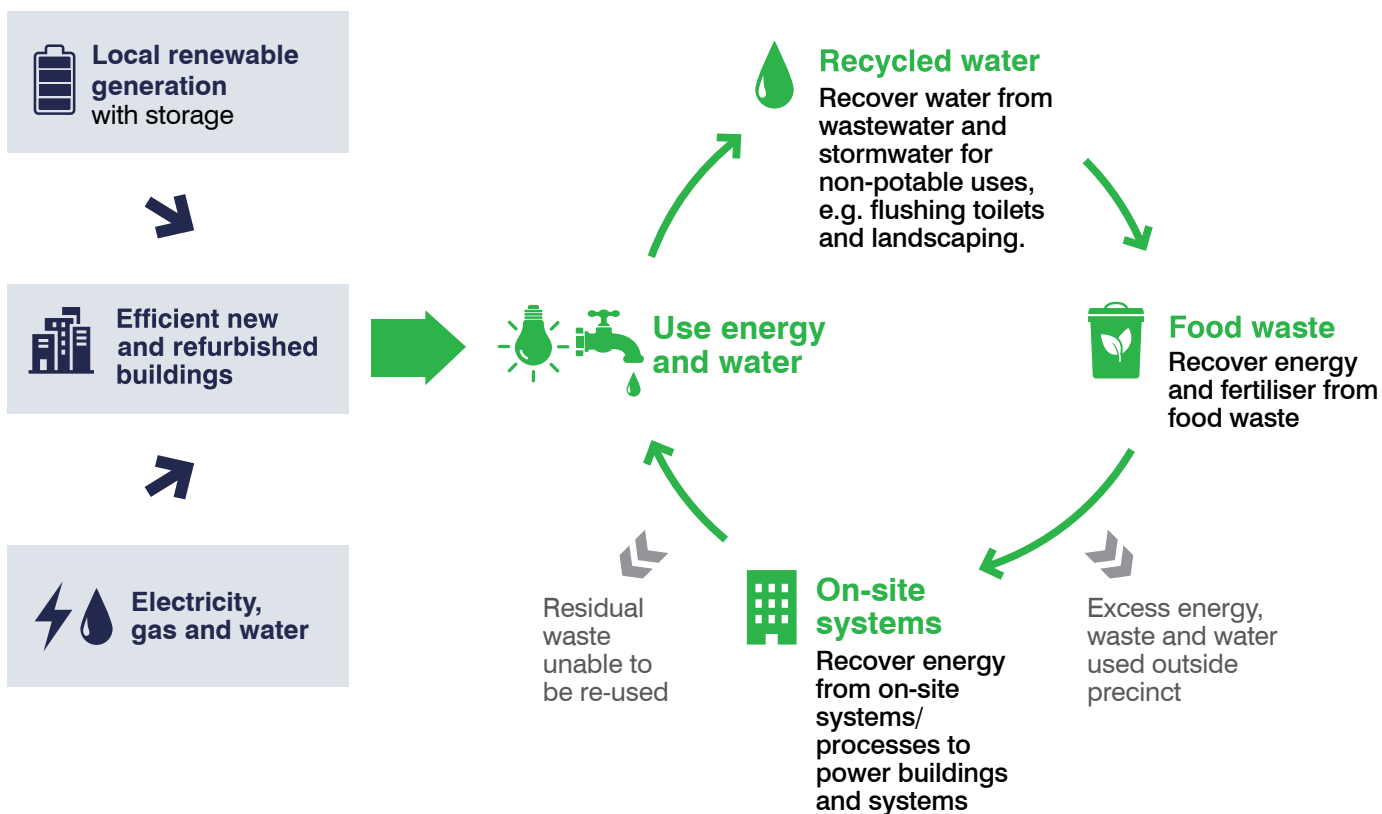 Local renewable
generation
with storage
Efficient new
and refurbished
buildings
Electricity,
gas and water
Use energy
and water
Recycled water
Recover water from
wastewater and
stormwater for
non-potable uses,
e.g. flushing toilets
and landscaping.
Food waste
Recover energy
and fertiliser from
food waste
On-site
systems
Recover energy
from on-site
systems/
processes to
power buildings
and systems
Residual
waste
unable to
be re-used
Excess energy,
waste and water
used outside
precinct